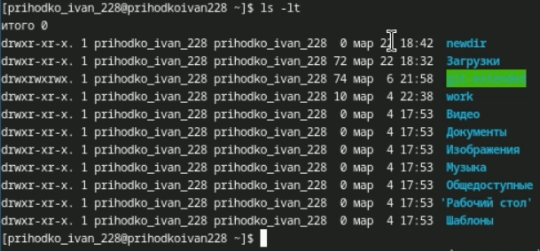 [prihodko_ivan_228@prihodkoivan228 ~]$ ls -lt
итого 0
drwxr-xr-x. 1 prihodko_ivan_228 prihodko_ivan_228 0 мар 22 18:42 newdir
drwxr-xr-x. 1 prihodko_ivan_228 prihodko_ivan_228 72 мар 22 18:32 Загрузки
drwxrwxrwx. 1 prihodko_ivan_228 prihodko_ivan_228 74 мар 6 21:58
drwxr-xr-x. 1 prihodko_ivan_228 prihodko_ivan_228 10 мар 4 22:38 work
drwxr-xr-x. 1 prihodko_ivan_228 prihodko_ivan_228 0 мар 4 17:53 Видео
drwxr-xr-x. 1 prihodko_ivan_228 prihodko_ivan_228 0 мар 4 17:53 Документы
drwxr-xr-x. 1 prihodko_ivan_228 prihodko_ivan_228 0 мар 4 17:53 Изображения
drwxr-xr-x. 1 prihodko_ivan_228 prihodko_ivan_228 0 мар 4 17:53 Музыка
drwxr-xr-x. 1 prihodko_ivan_228 prihodko_ivan_228 0 мар 4 17:53 Общедоступные
drwxr-xr-x. 1 prihodko_ivan_228 prihodko_ivan_228 0 мар 4 17:53 'Рабочий стол'
drwxr-xr-x. 1 prihodko_ivan_228 prihodko_ivan_228 0 мар 4 17:53 Шаблоны
[prihodko_ivan_228@prihodkoivan228 ~]$